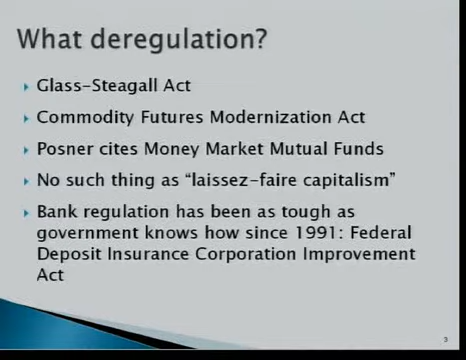 What deregulation?
Glass-Steagall Act
Commodity Futures Modernization Act
Posner cites Money Market Mutual Funds
No such thing as “laissez-faire capitalism”
Bank regulation has been as tough as
government knows how since 1991: Federal
Deposit Insurance Corporation Improvement
Act
9